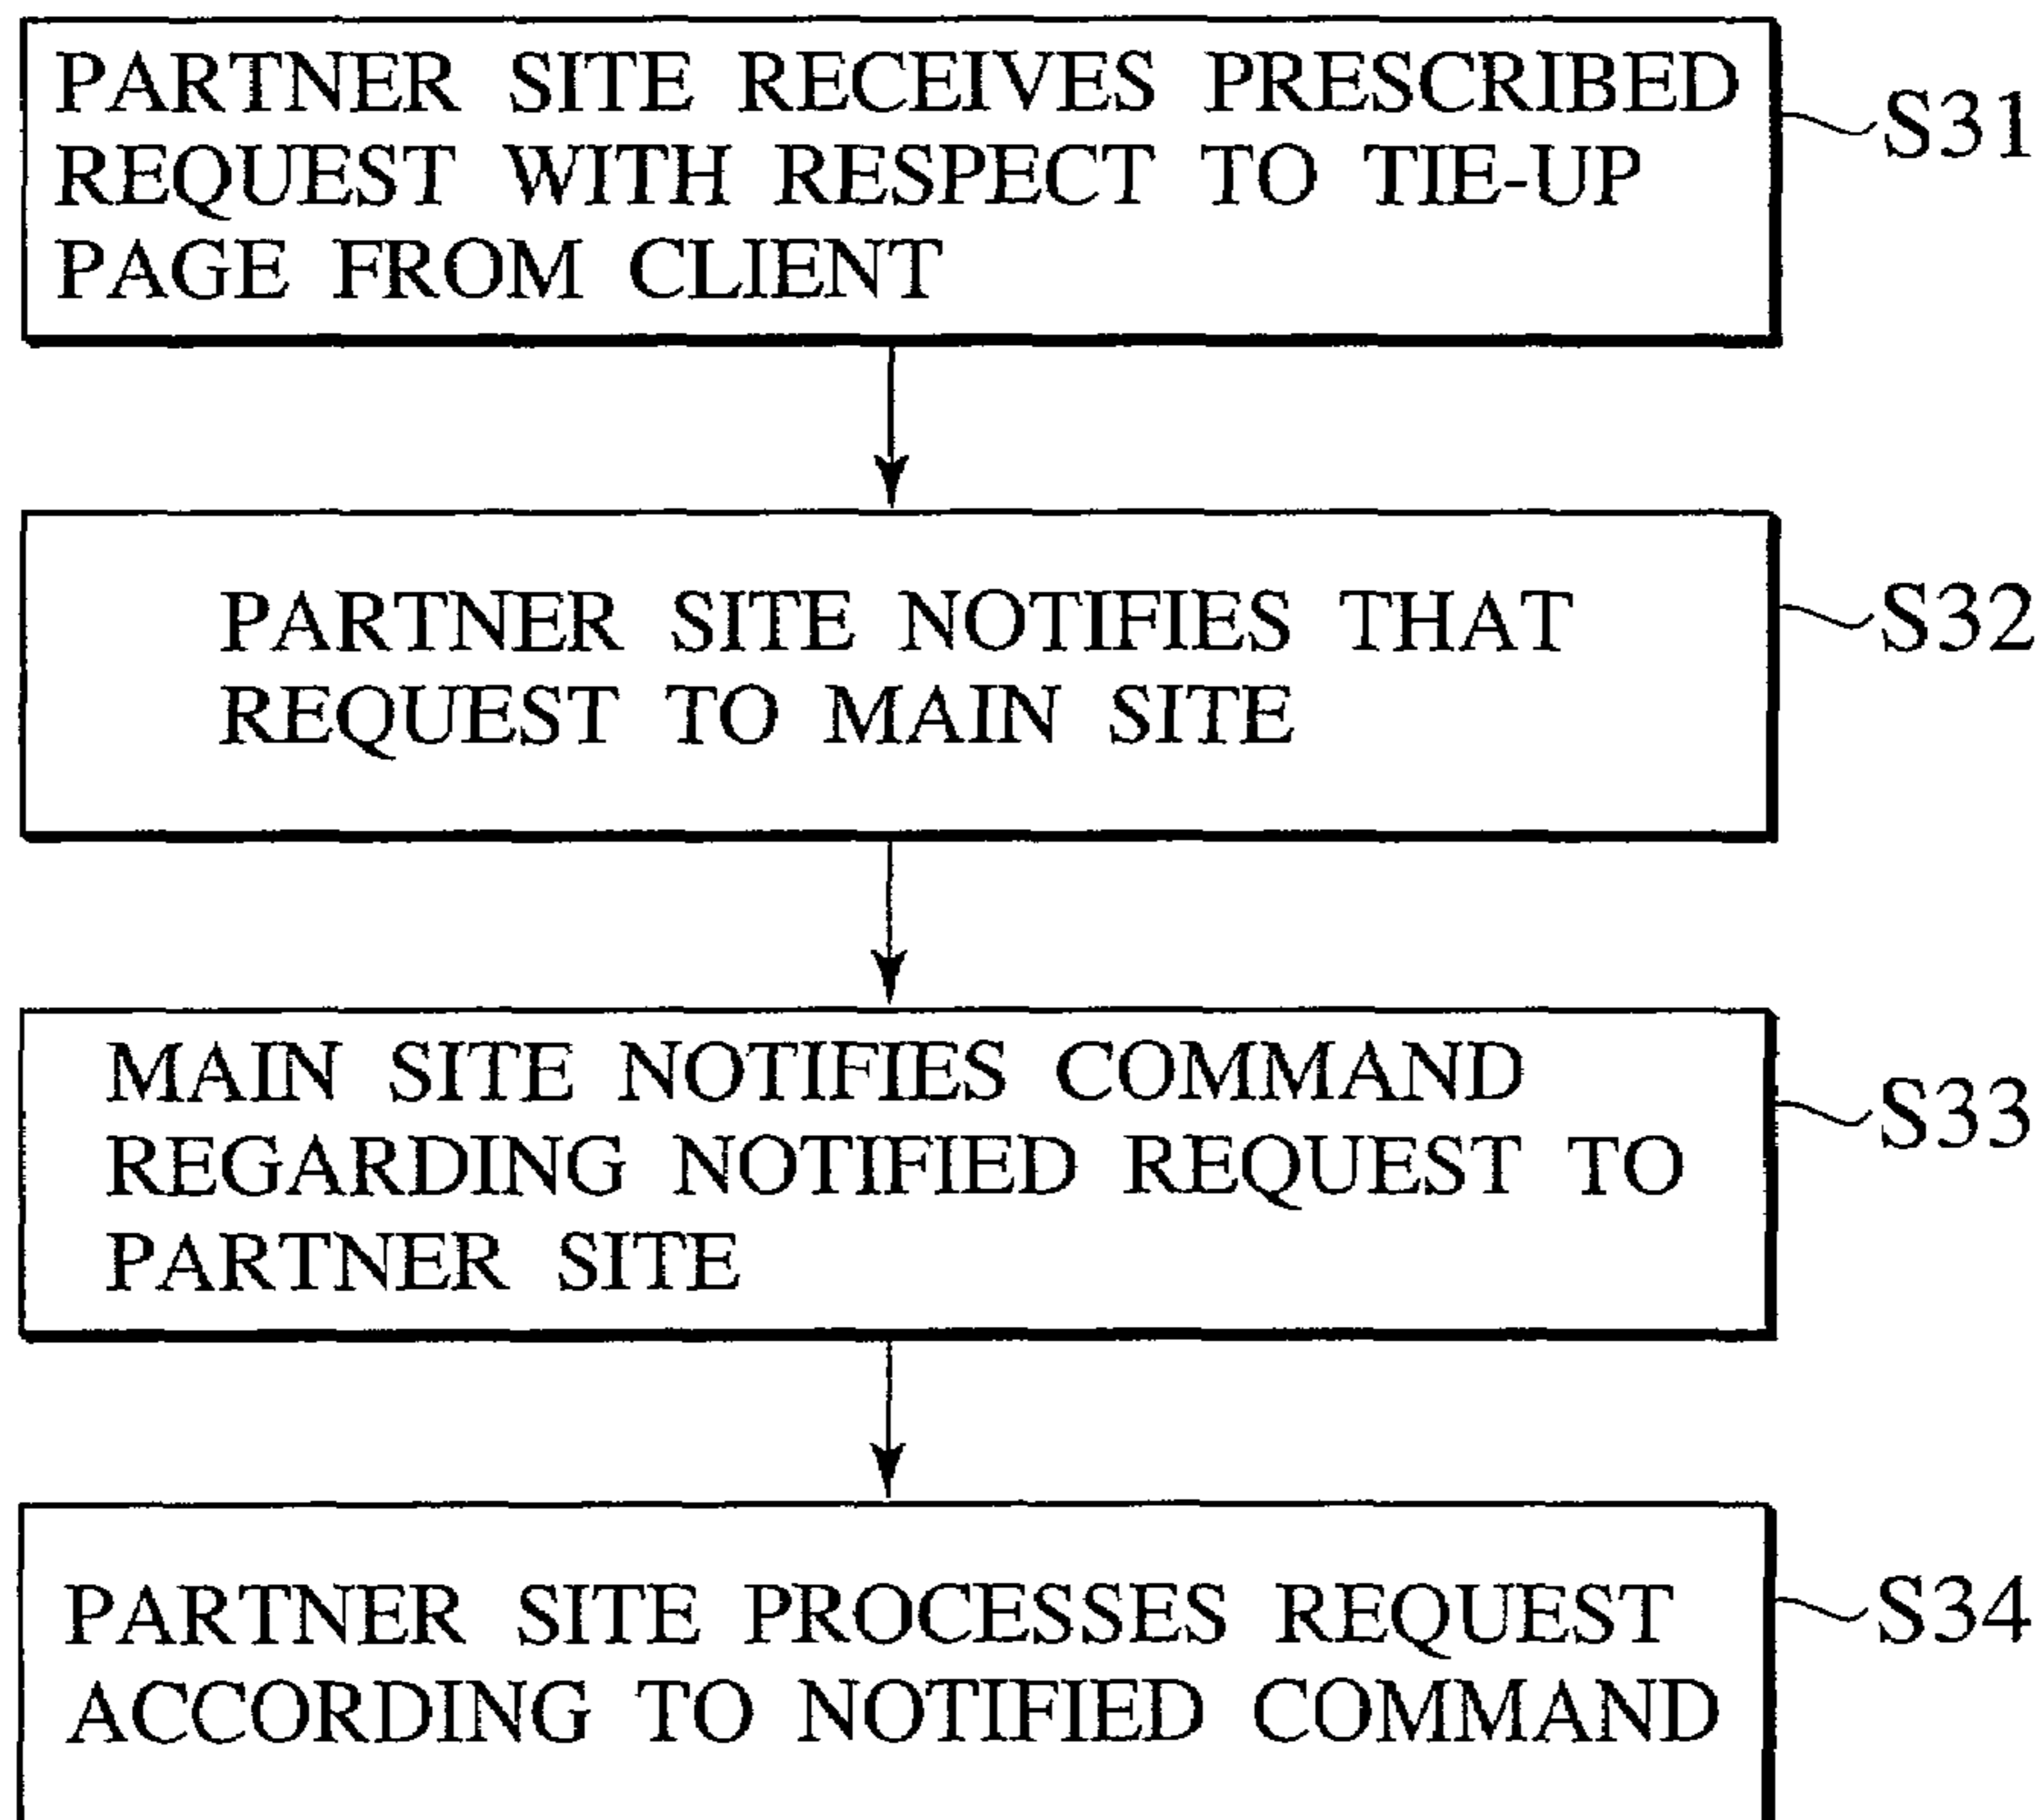 PARTNER SITE RECEIVES PRESCRIBED
REQUEST WITH RESPECT TO TIE-UP
PAGE FROM CLIENT
S31
PARTNER SITE NOTIFIES THAT
REQUEST TO MAIN SITE
S32
MAIN SITE NOTIFIES COMMAND
REGARDING NOTIFIED REQUEST TO
PARTNER SITE
S33
PARTNER SITE PROCESSES REQUEST
ACCORDING TO NOTIFIED COMMAND
S34